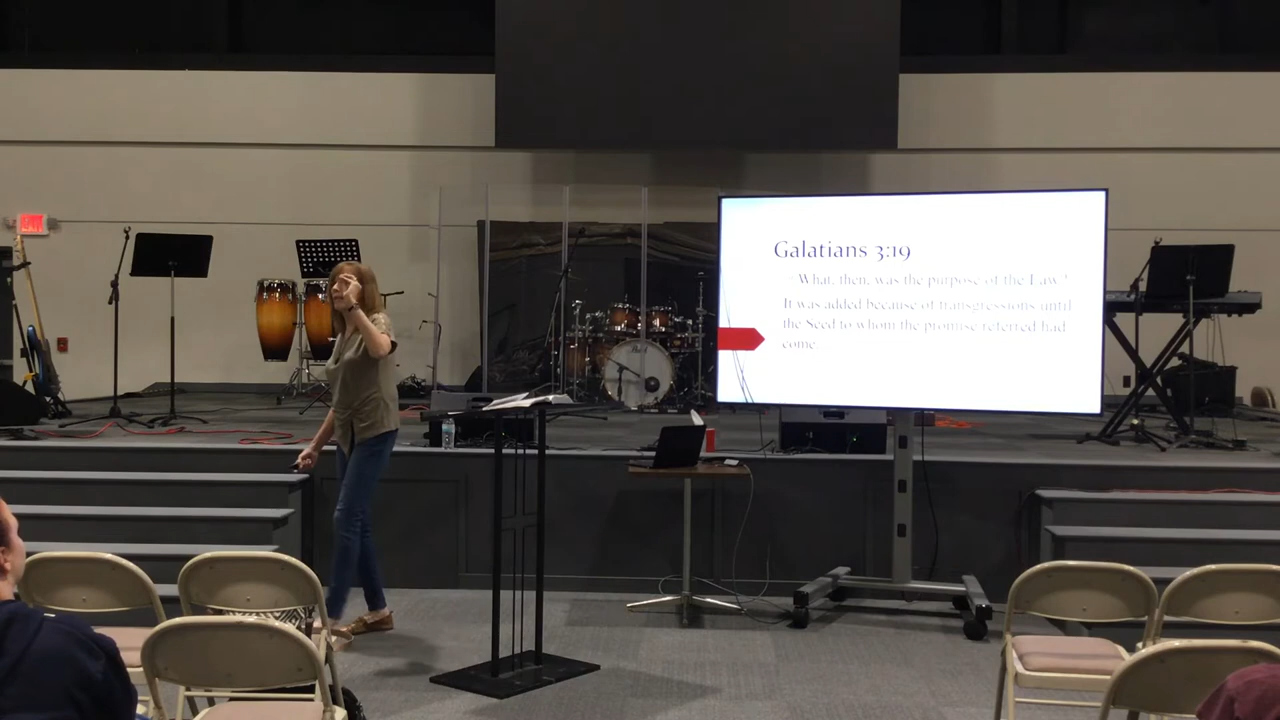 EXIT
Galatians 3:19
What, then, was the purpose of the Law?
It was added because of transgressions until
the Seed to whom the promise referred had
come.